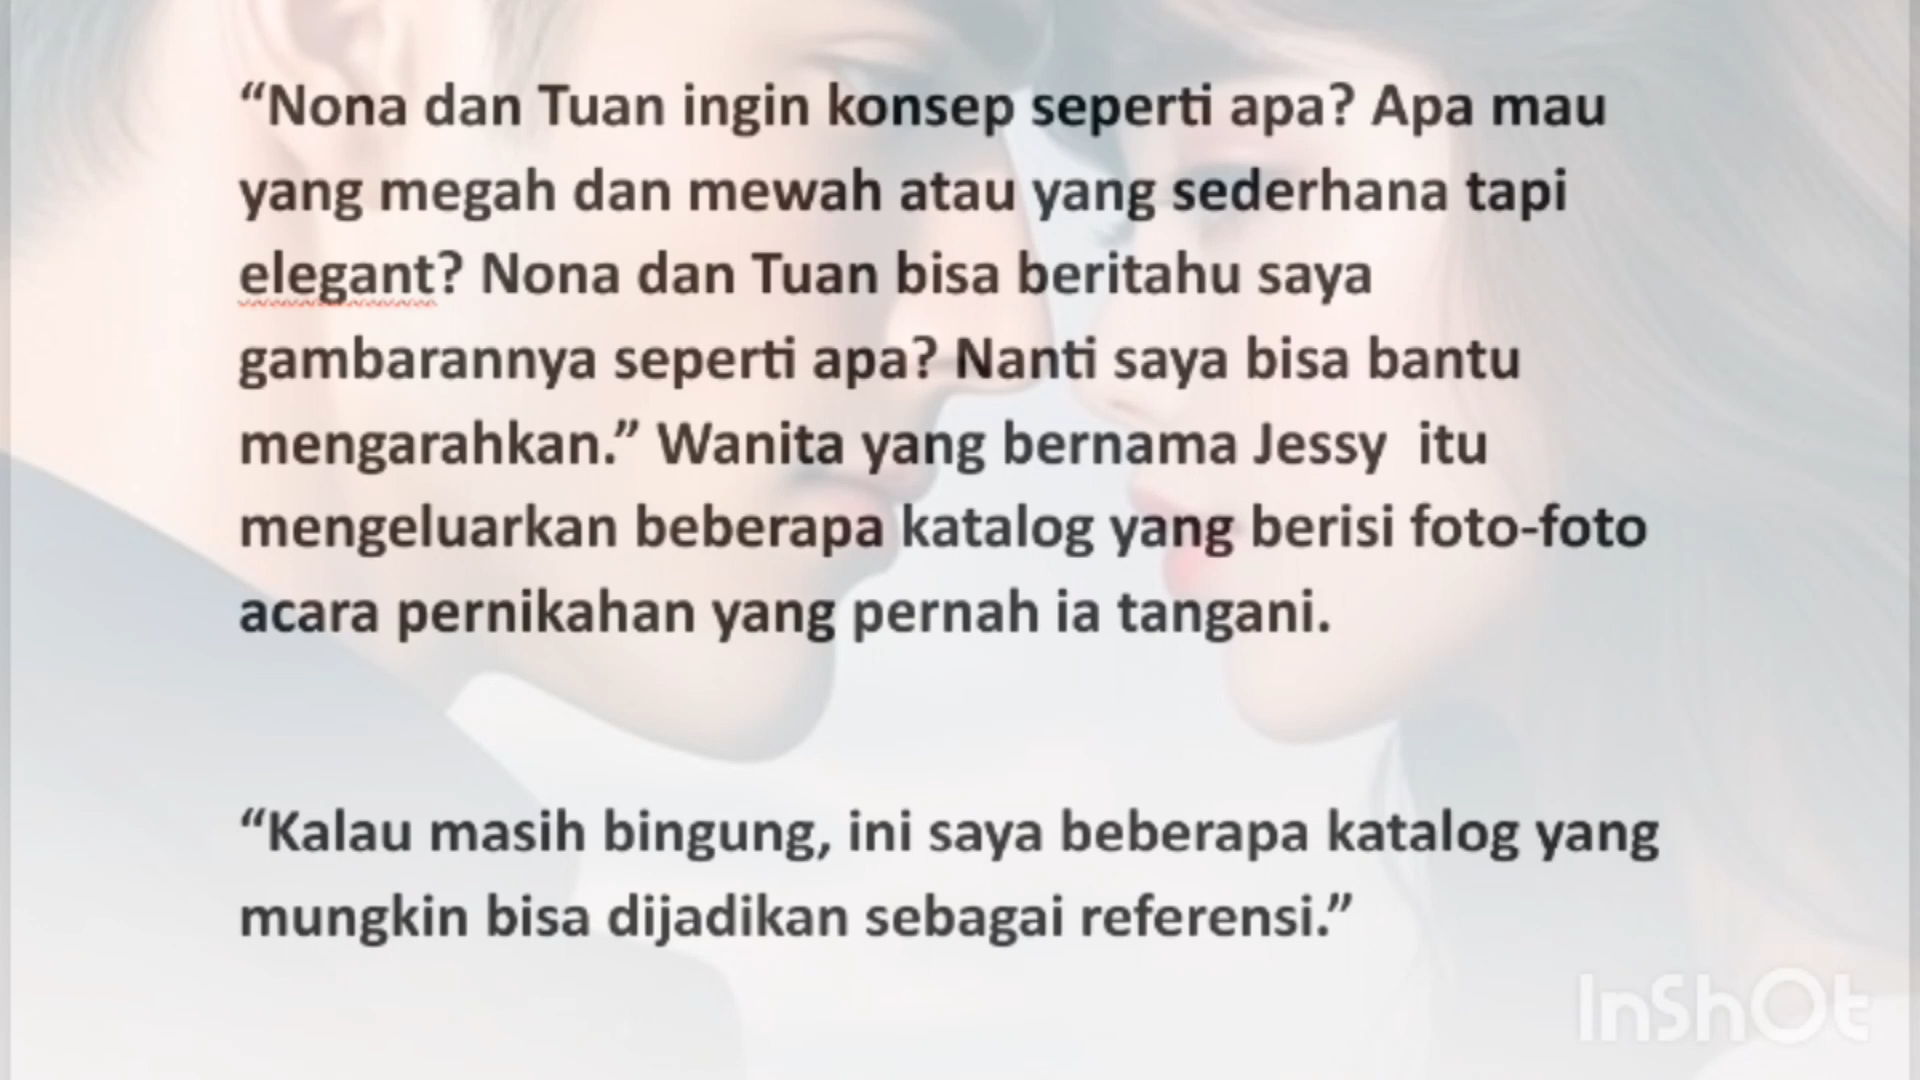 “Nona dan Tuan ingin konsep seperti apa? Apa mau
yang megah dan mewah atau yang sederhana tapi
elegant? Nona dan Tuan bisa beritahu saya
gambarannya seperti apa? Nanti saya bisa bantu
mengarahkan.” Wanita yang bernama Jessy  itu
mengeluarkan beberapa katalog yang berisi foto-foto
acara pernikahan yang pernah ia tangani.
“Kalau masih bingung, ini saya beberapa katalog yang
mungkin bisa dijadikan sebagai referensi.”
InShOt